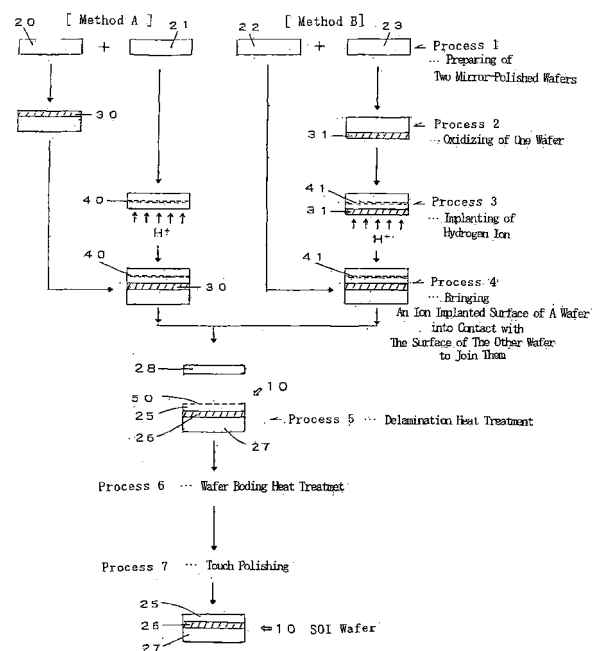 [ Method A ] [ Method B]
20 21 22 23
+ +
Process 1
… Preparing of
Two Mirror-Polished Wafers
30
Process 2
31 … Oxidizing of One Wafer
40 41
31 Process 3
… Implanting of
H+ H+ Hydrogen Ion
40 41
30 Process 4
… Bringing
An Ion Implanted Surface of A Wafer
into Contact with
The Surface of The Other Wafer
to Join Them
28
50 10
25
26 27 Process 5 … Delamination Heat Treatment
Process 6 … Wafer Boding Heat Treatmet
Process 7 … Touch Polishing
25
26 ⇐10 SOI Wafer
27